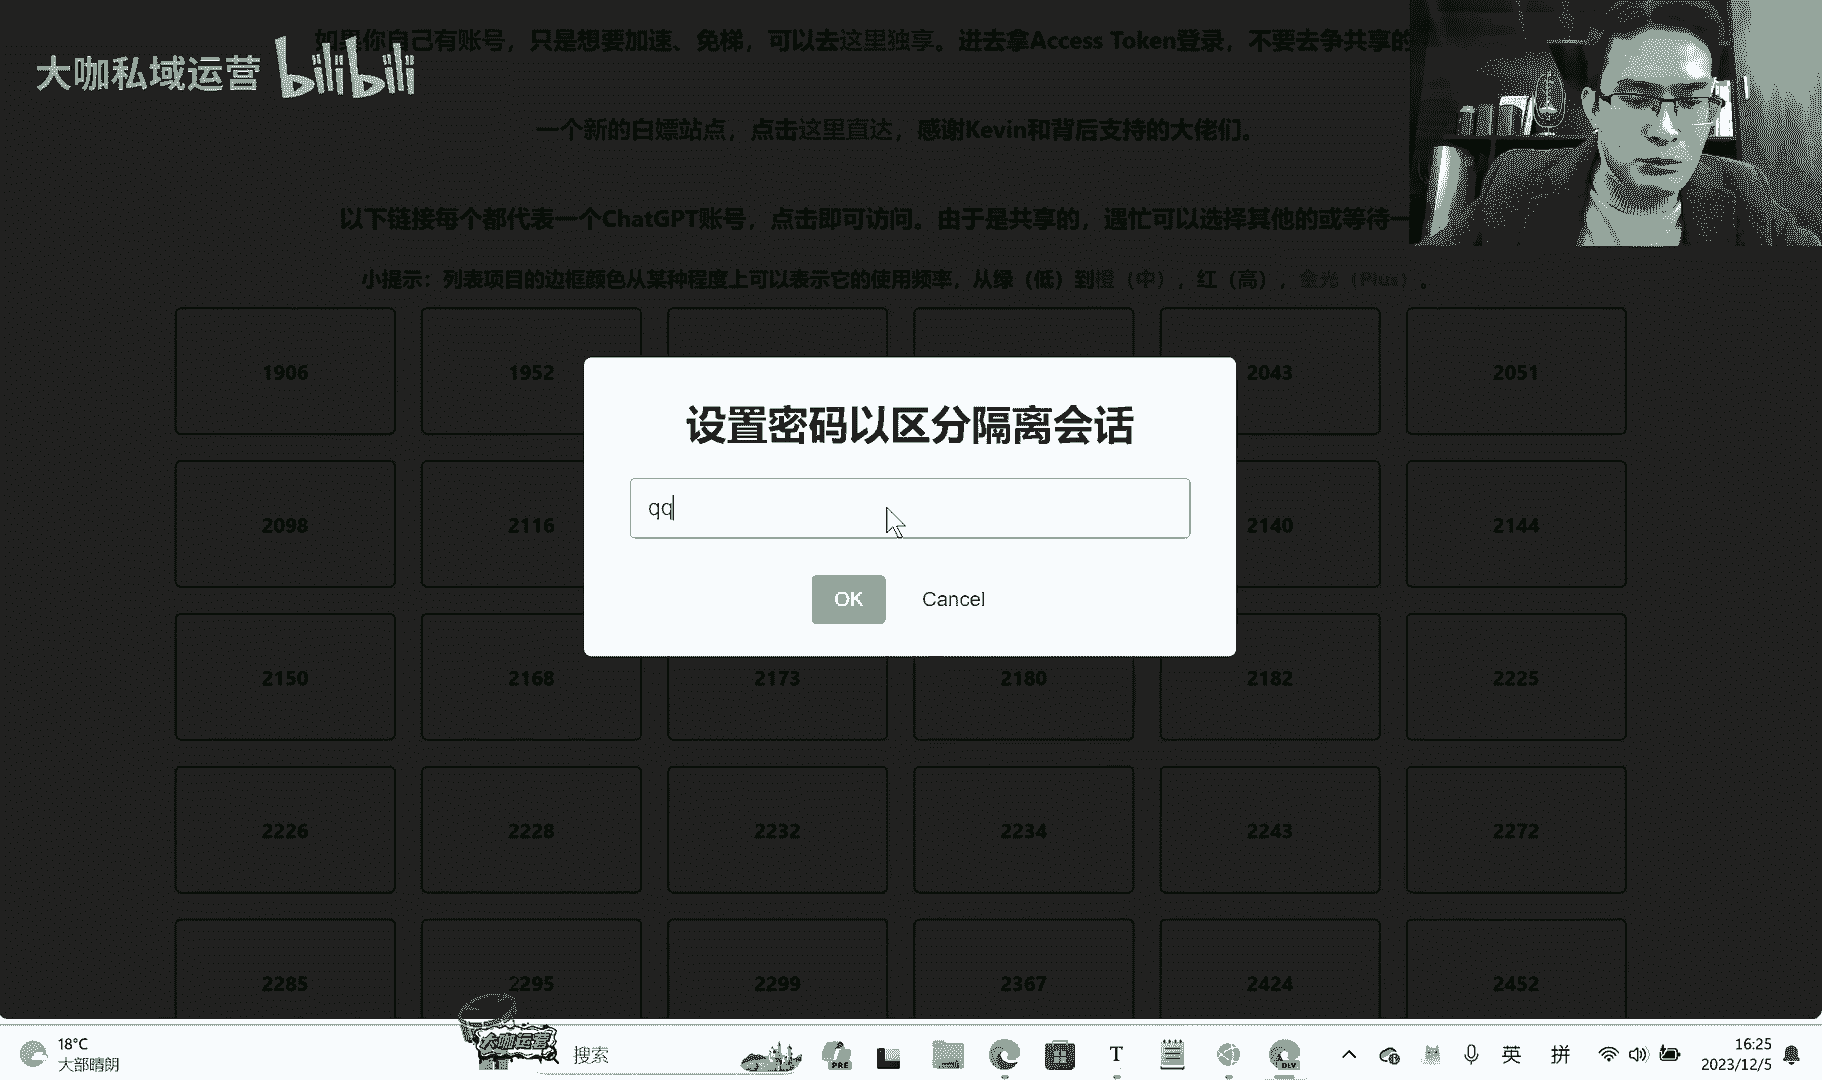 如果你自己有账号，只是想要加速、免梯，可以去这里独享。进去拿Access Token登录，不要去争共享的
大咖私域运营 bilibili
一个新的白嫖站点，点击这里直达，感谢Kevin和背后支持的大佬们。
以下链接每个都代表一个ChatGPT账号，点击即可访问。由于是共享的，遇忙可以选择其他的或等待一
小提示：列表项目的边框颜色从某种程度上可以表示它的使用频率，从绿（低）到橙（中），红（高），金光（Plus）。
1906 1952 2043 2051
设置密码以区分隔离会话
qq
2098 2116 2140 2144
OK Cancel
2150 2168 2173 2180 2182 2225
2226 2228 2232 2234 2243 2272
2285 2295 2299 2367 2424 2452
大咖运营
18°C
大部晴朗
搜索
PRE
T
DEV
英
拼
16:25
2023/12/5